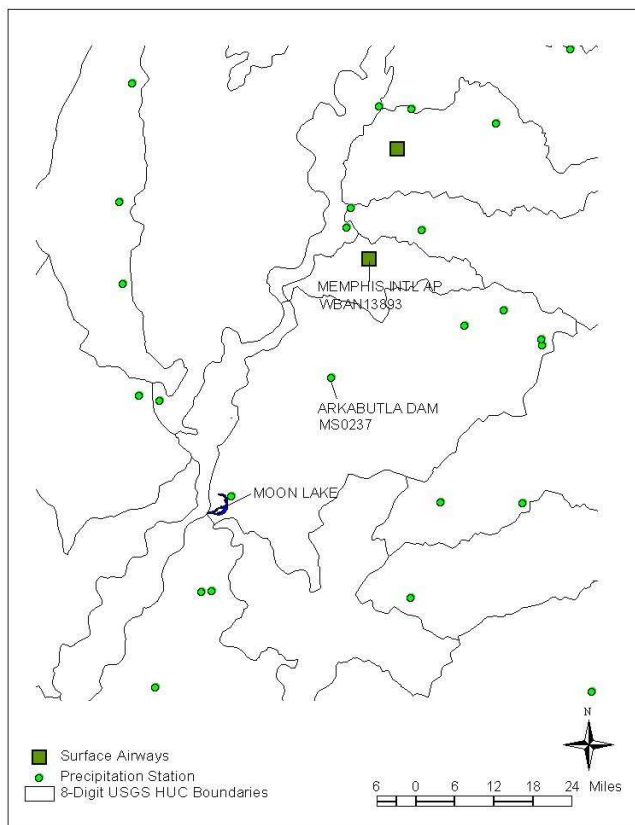 MEMPHIS INTL AP
WBAN13893
ARKABUTLA DAM
MS0237
MOON LAKE
N
Surface Airways
Precipitation Station
8-Digit USGS HUC Boundaries
6 0 6 12 18 24 Miles